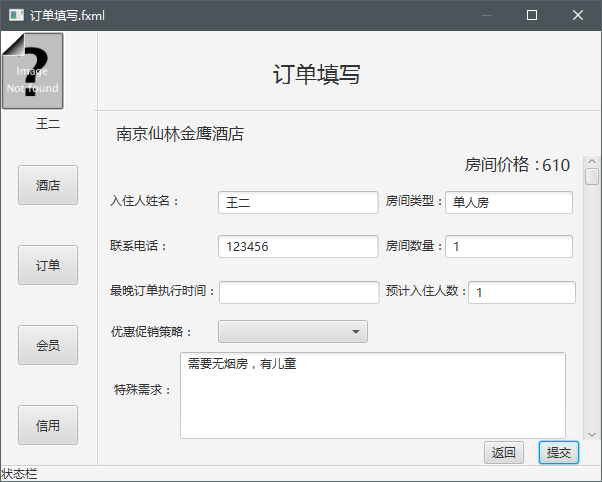 订单填写.fxml
Image
Not found
订单填写
王二
南京仙林金鹰酒店
房间价格：610
酒店
入住人姓名： 王二 房间类型： 单人房
联系电话： 123456 房间数量： 1
订单
最晚订单执行时间： 预计入住人数： 1
优惠促销策略：
会员
需要无烟房，有儿童
特殊需求：
信用
返回 提交
状态栏